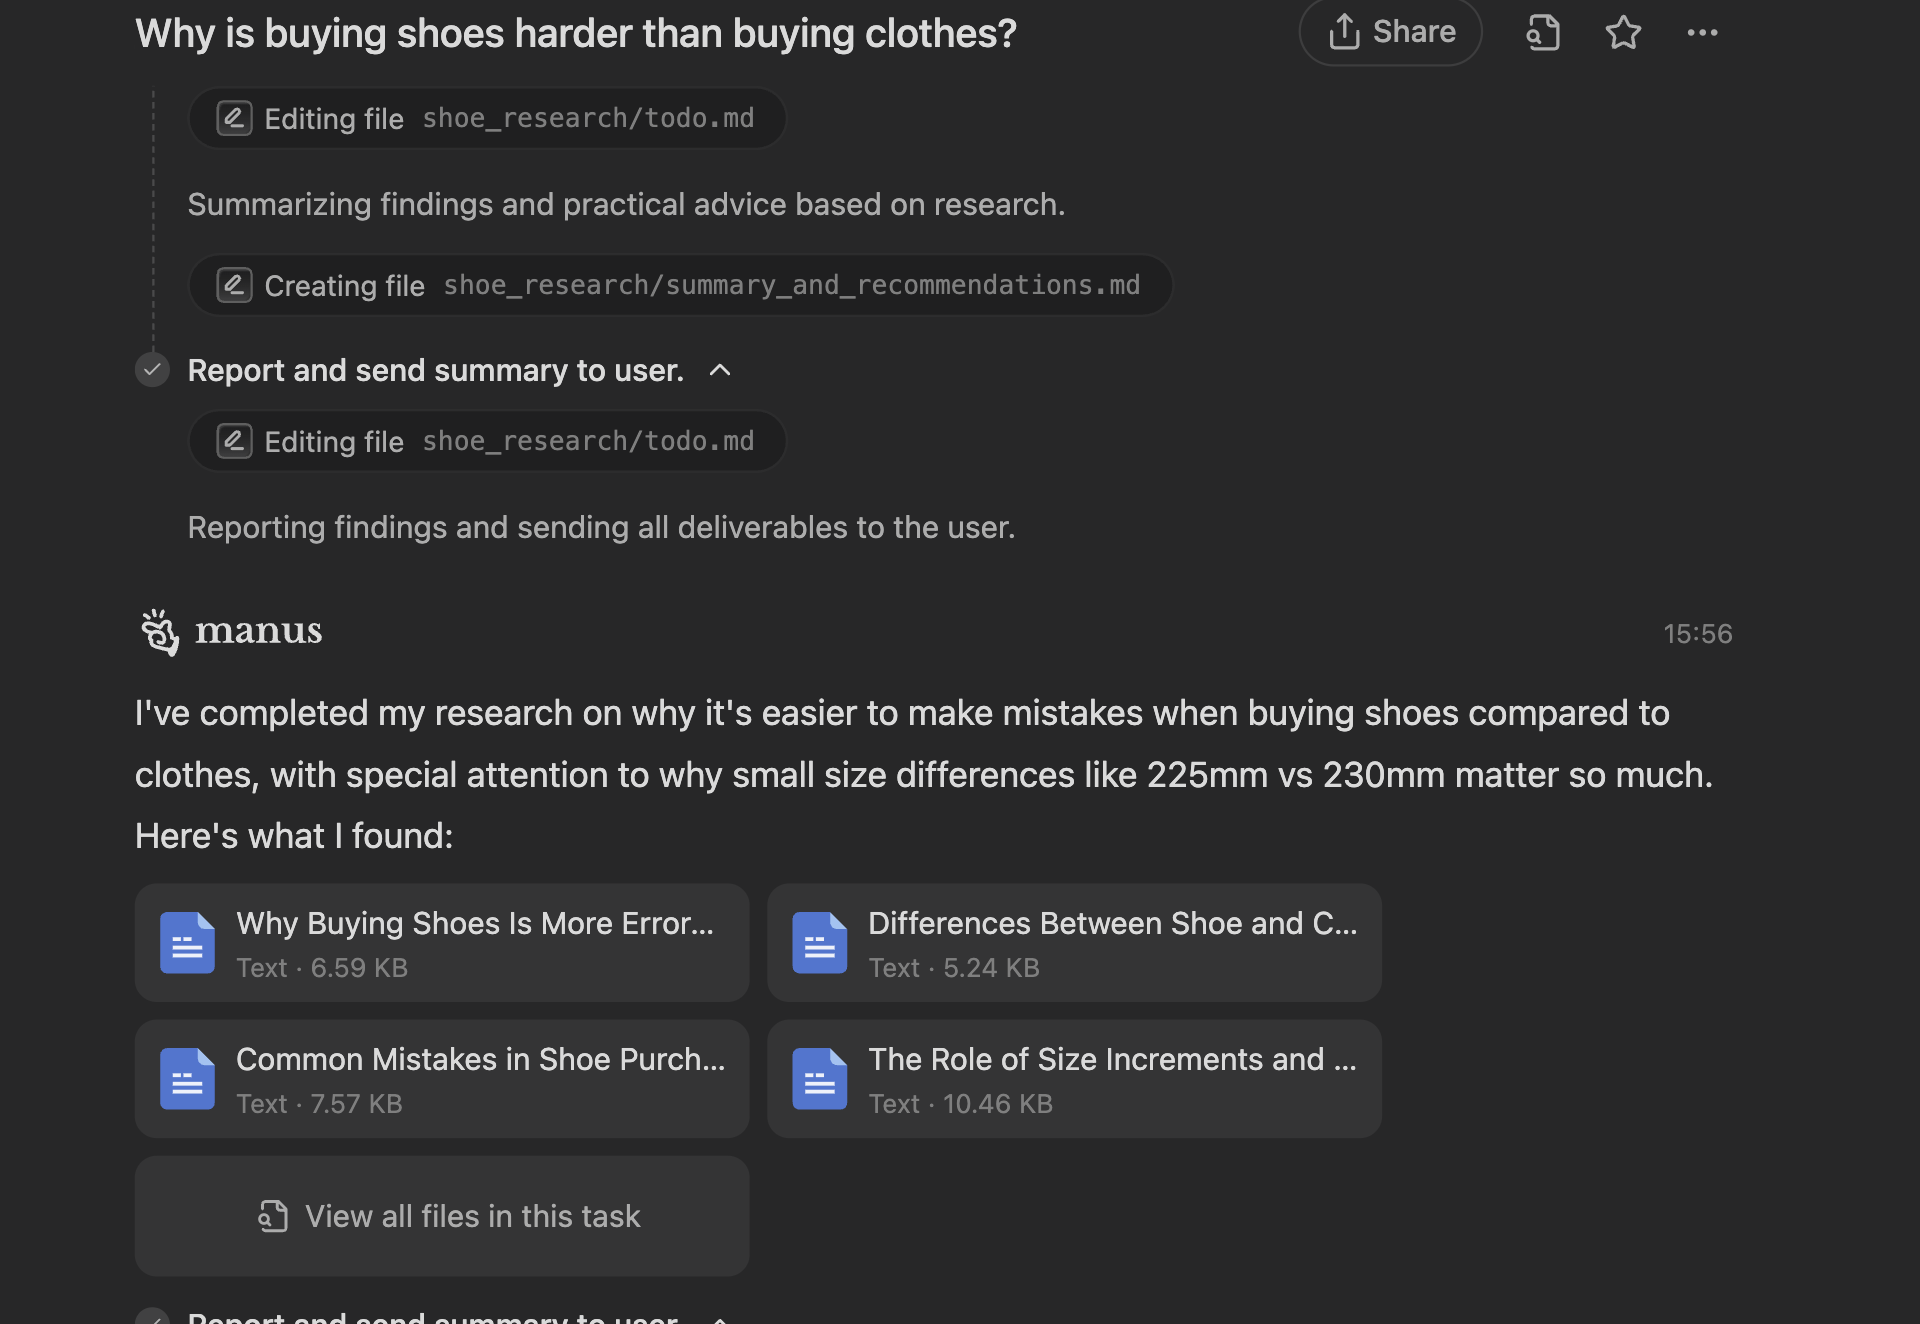 Why is buying shoes harder than buying clothes?
Share
Editing file shoe_research/todo.md
Summarizing findings and practical advice based on research.
Creating file shoe_research/summary_and_recommendations.md
Report and send summary to user.
Editing file shoe_research/todo.md
Reporting findings and sending all deliverables to the user.
manus
15:56
I've completed my research on why it's easier to make mistakes when buying shoes compared to
clothes, with special attention to why small size differences like 225mm vs 230mm matter so much.
Here's what I found:
Why Buying Shoes Is More Error...
Text · 6.59 KB
Differences Between Shoe and C...
Text · 5.24 KB
Common Mistakes in Shoe Purch...
Text · 7.57 KB
The Role of Size Increments and ...
Text · 10.46 KB
View all files in this task
Report and send summary to user.